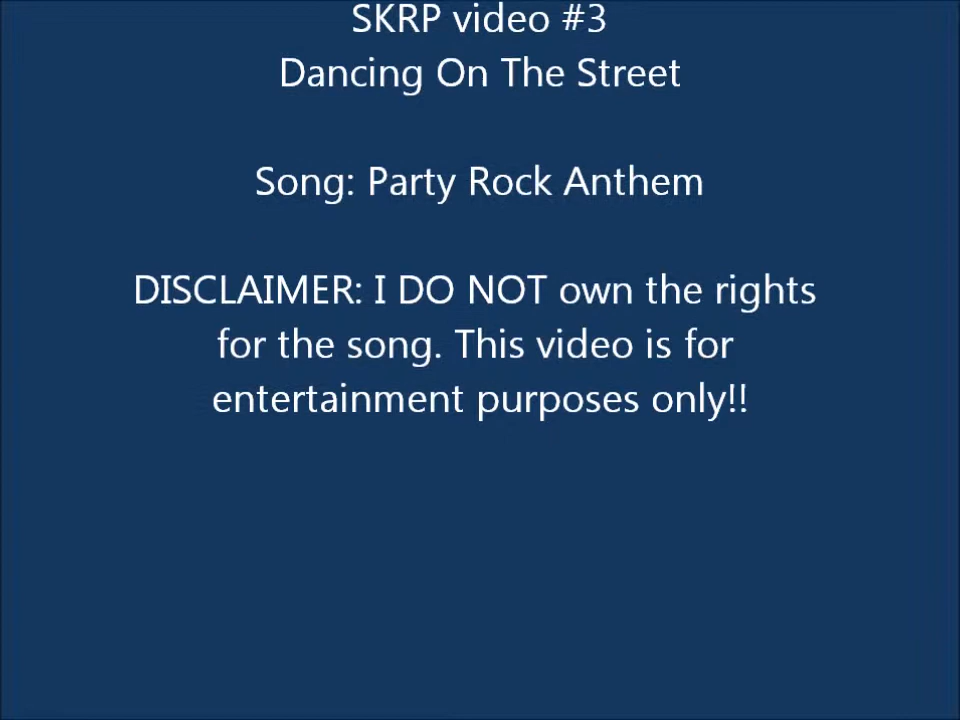 SKRP video #3
Dancing On The Street
Song: Party Rock Anthem
DISCLAIMER: I DO NOT own the rights
for the song. This video is for
entertainment purposes only!!